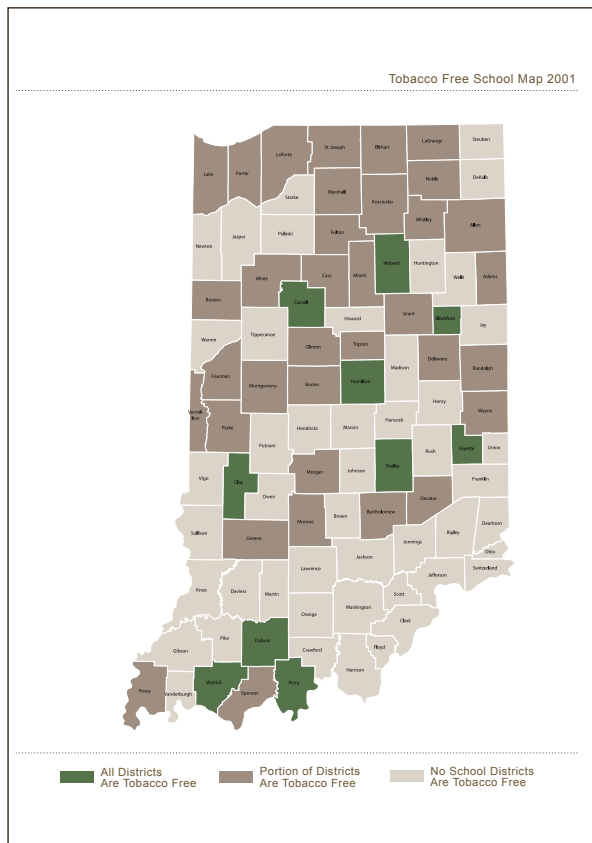 Tobacco Free School Map 2001
Steuben
LaGrange
Elkhart
St. Joseph
LaPorte
Porter
Lake
Noble
DeKalb
Marshall
Starke
Rosciusko
Whitley
Allen
Fulton
Jasper
Newton
Wabash
Huntington
Wells
Adams
Miami
Cass
White
Benton
Carroll
Grant
Blackford
Jay
Howard
Tippecanoe
Warren
Clinton
Tripton
Delaware
Randolph
Madison
Hamilton
Boone
Montgomery
Fountain
Henry
Wayne
Parke
Hendricks
Marion
Hancock
Putnam
Rush
Fayette
Union
Shelby
Johnson
Morgan
Vigo
Clay
Owen
Franklin
Decatur
Bartholomew
Brown
Monroe
Greene
Sullivan
Ripley
Dearborn
Jennings
Ohio
Jackson
Lawrence
Jefferson
Switzerland
Knox
Daviess
Martin
Scott
Orange
Washington
Clark
Pike
Dubois
Gibson
Crawford
Floyd
Harrison
Warrick
Perry
Spencer
Posey
Vanderburgh
All Districts
Are Tobacco Free
Portion of Districts
Are Tobacco Free
No School Districts
Are Tobacco Free